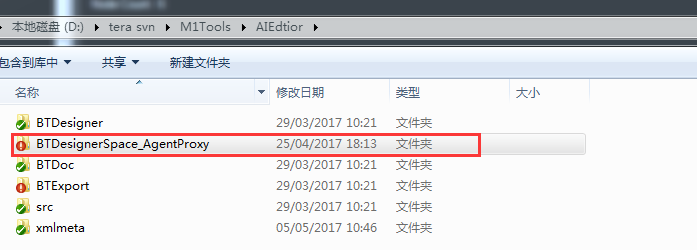 Node Count 0
本地磁盘 (D:) ▸ tera svn ▸ M1Tools ▸ AIEdtior ▸
包含到库中 共享 新建文件夹
名称 修改日期 类型 大小
BTDesigner 29/03/2017 10:21 文件夹
BTDesignerSpace_AgentProxy 25/04/2017 18:13 文件夹
BTDoc 29/03/2017 10:21 文件夹
BTExport 29/03/2017 10:21 文件夹
src 29/03/2017 10:21 文件夹
xmlmeta 05/05/2017 10:46 文件夹